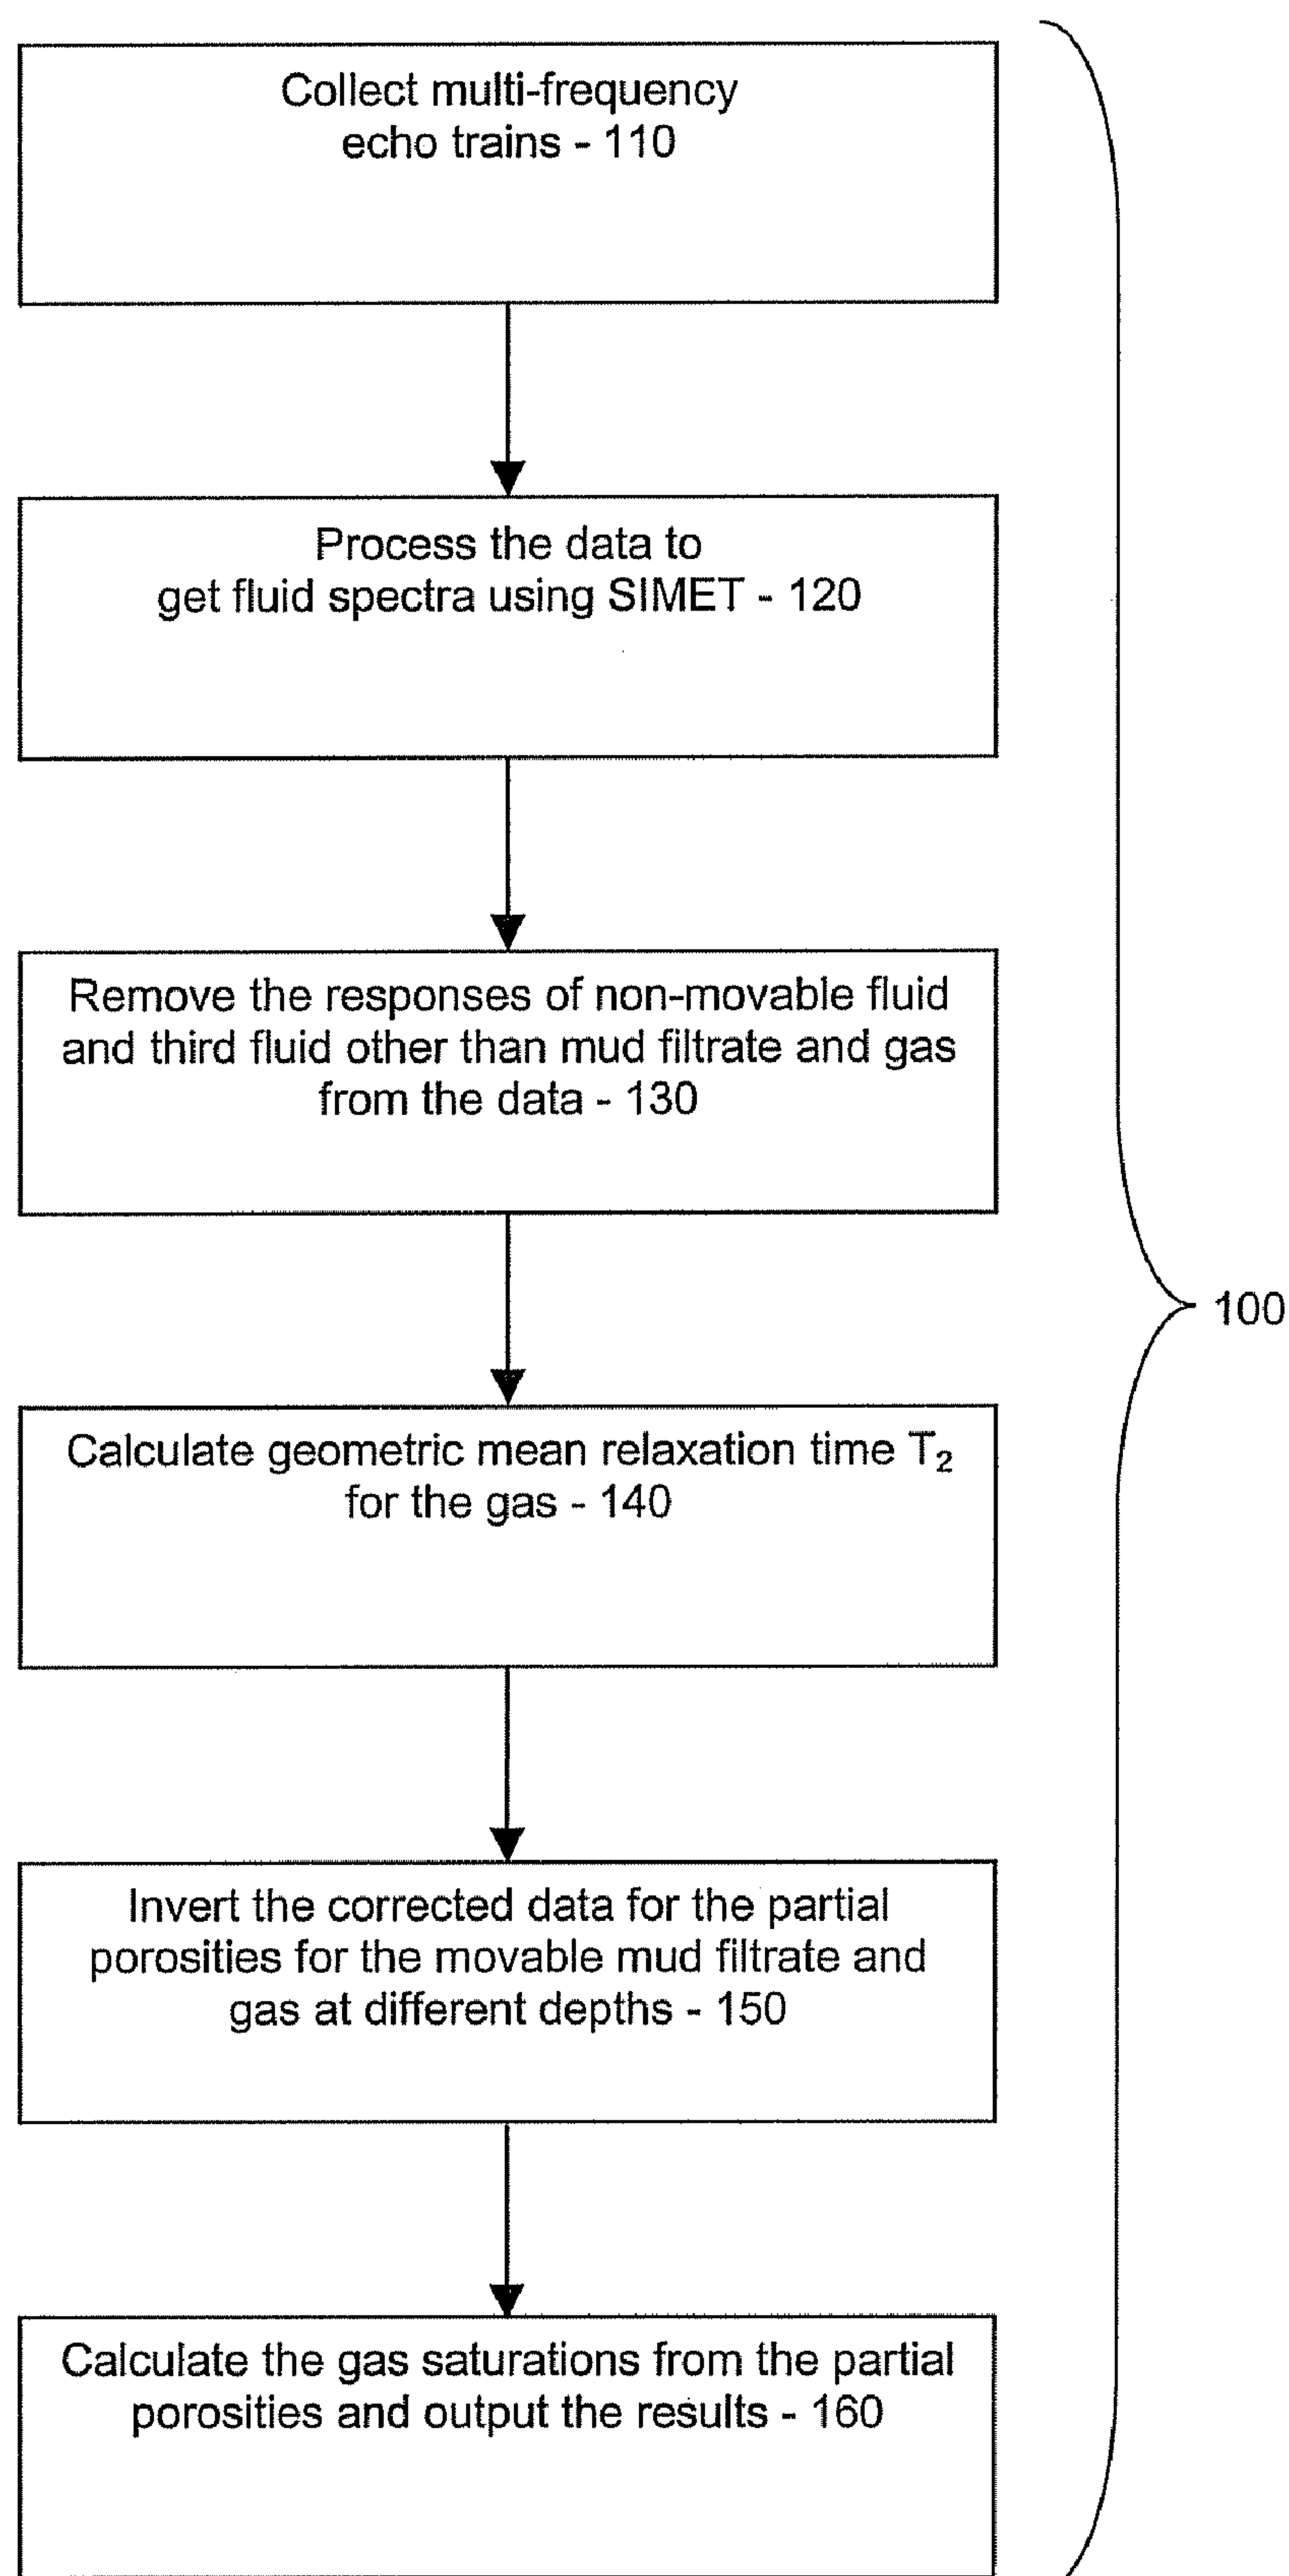 Collect multi-frequency
echo trains - 110
Process the data to
get fluid spectra using SIMET - 120
Remove the responses of non-movable fluid
and third fluid other than mud filtrate and gas
from the data - 130
100
Calculate geometric mean relaxation time T₂
for the gas - 140
Invert the corrected data for the partial
porosities for the movable mud filtrate and
gas at different depths - 150
Calculate the gas saturations from the partial
porosities and output the results - 160